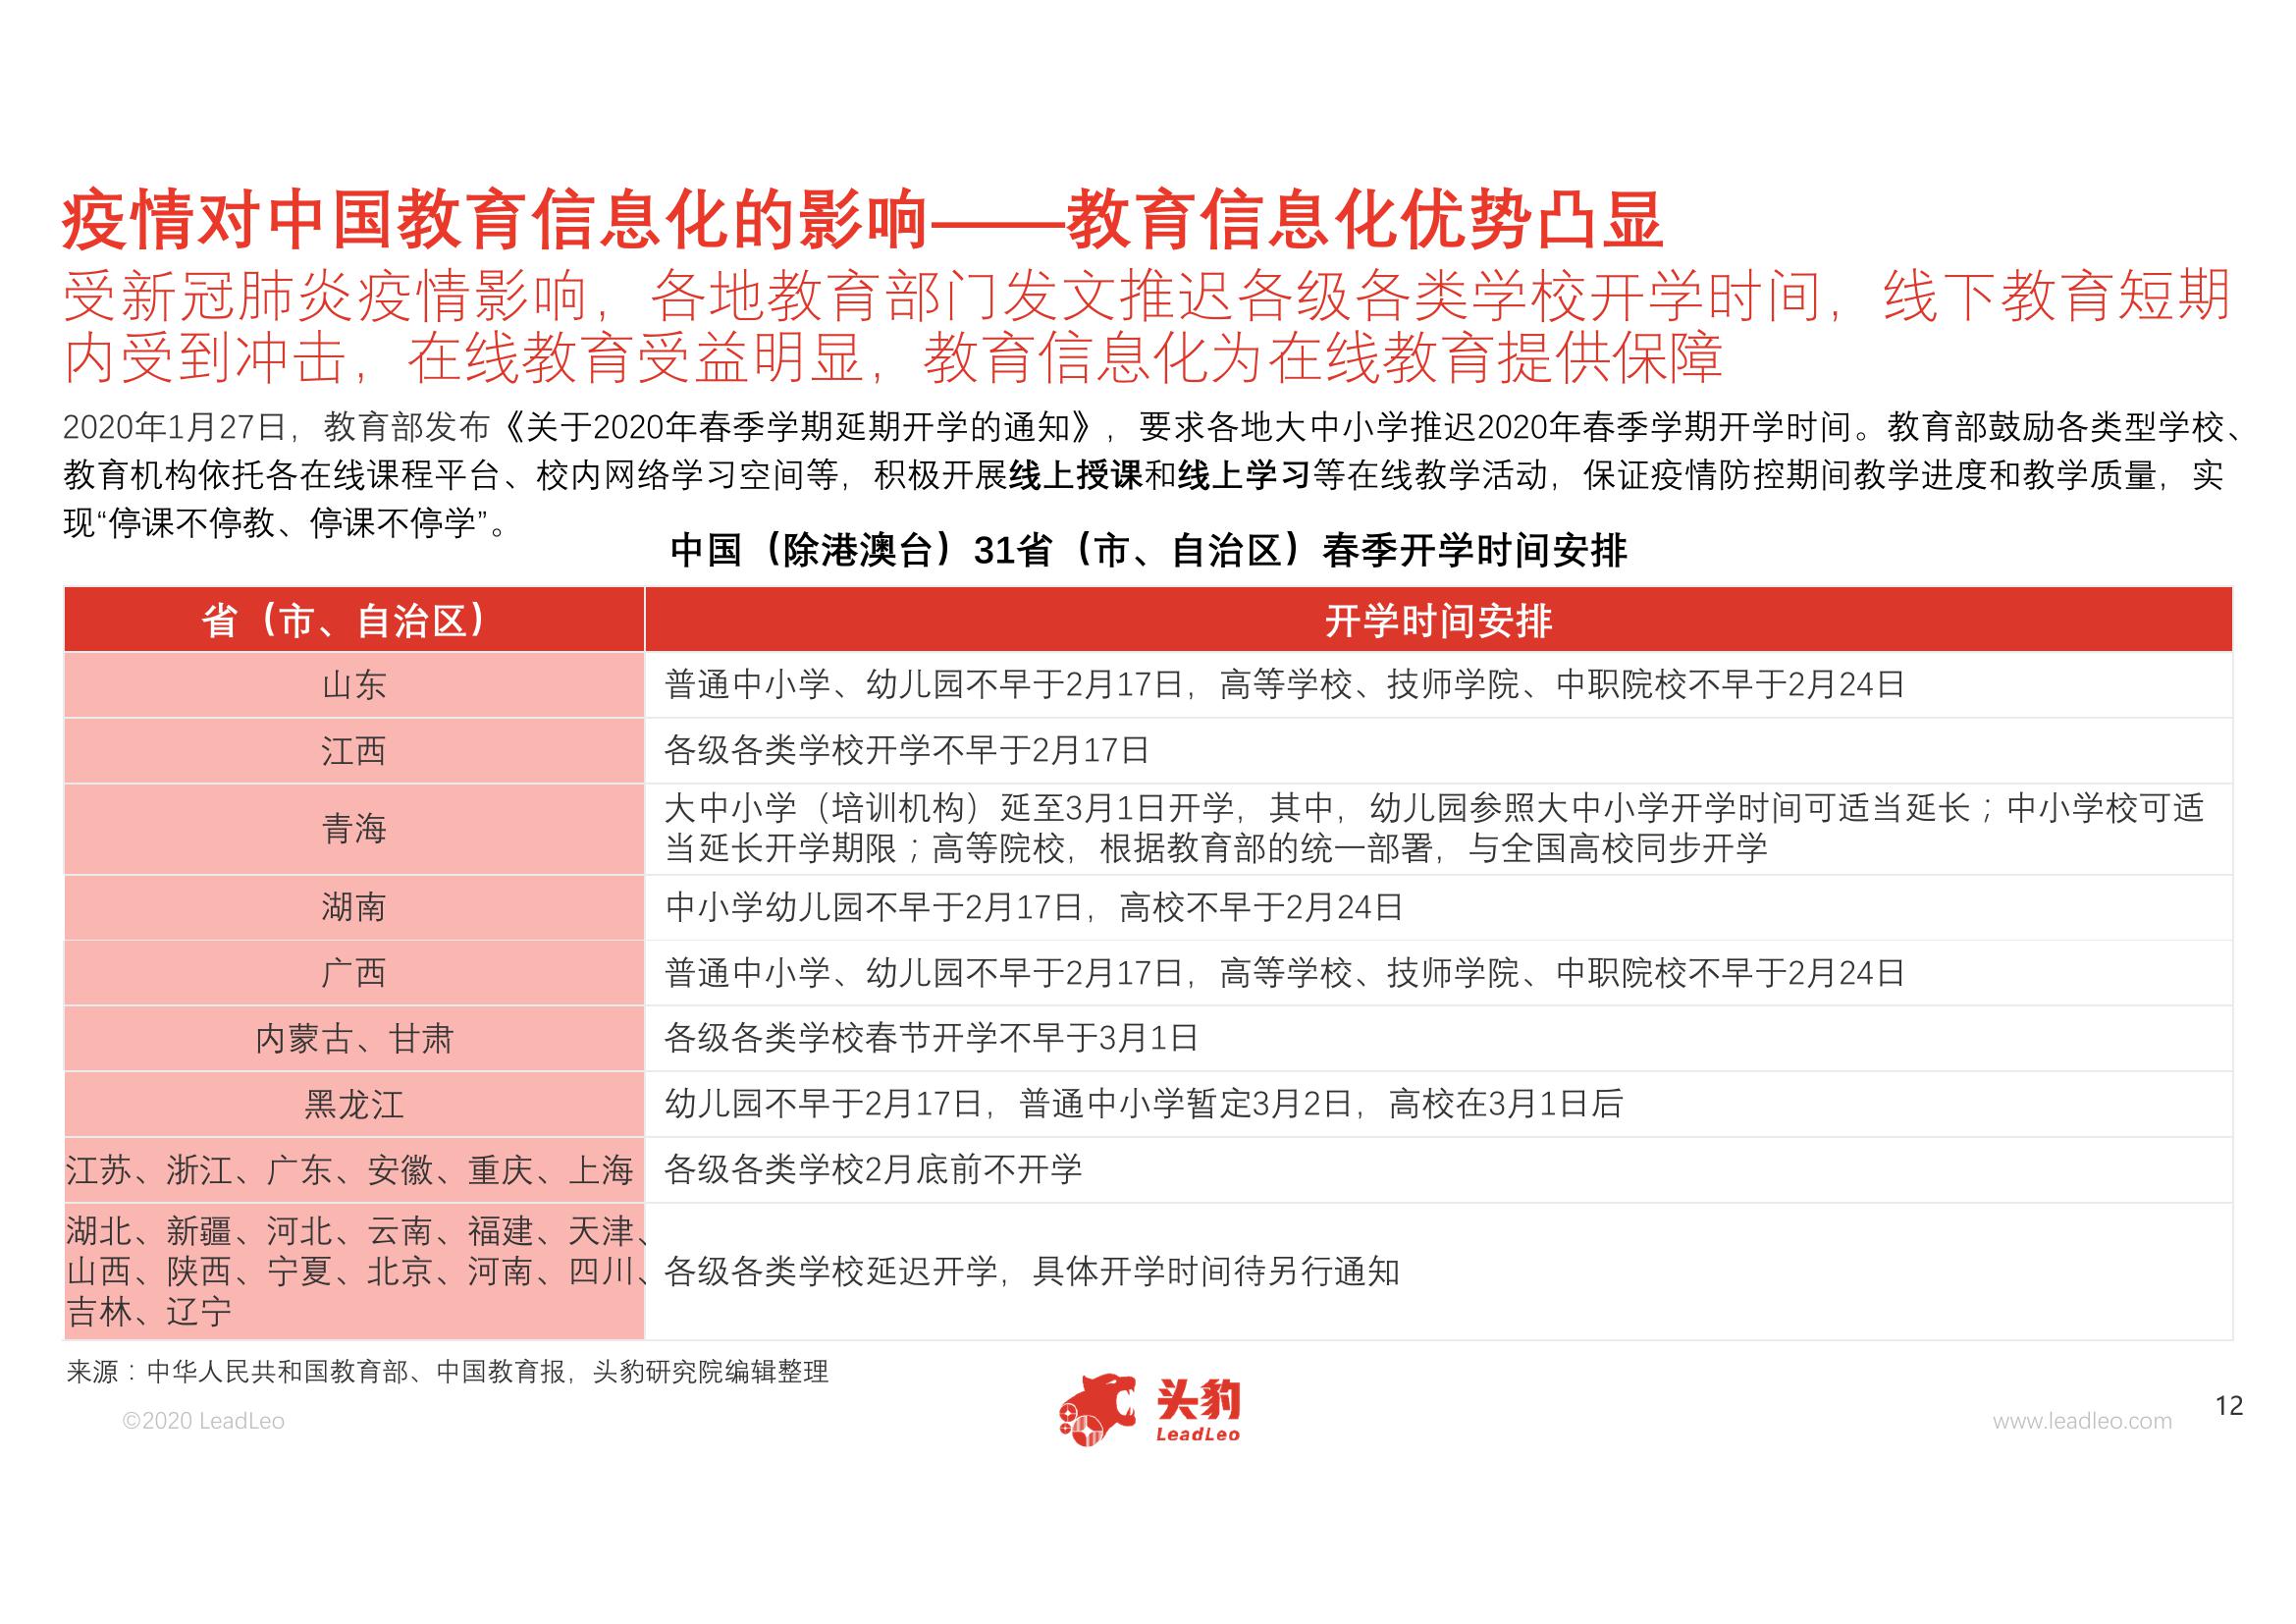 疫情对中国教育信息化的影响——教育信息化优势凸显
受新冠肺炎疫情影响，各地教育部门发文推迟各级各类学校开学时间，线下教育短期
内受到冲击，在线教育受益明显，教育信息化为在线教育提供保障
2020年1月27日，教育部发布《关于2020年春季学期延期开学的通知》，要求各地大中小学推迟2020年春季学期开学时间。教育部鼓励各类型学校、
教育机构依托各在线课程平台、校内网络学习空间等，积极开展线上授课和线上学习等在线教学活动，保证疫情防控期间教学进度和教学质量，实
现“停课不停教、停课不停学”。
中国（除港澳台）31省（市、自治区）春季开学时间安排
省（市、自治区）
开学时间安排
山东
普通中小学、幼儿园不早于2月17日，高等学校、技师学院、中职院校不早于2月24日
江西
各级各类学校开学不早于2月17日
青海
大中小学（培训机构）延至3月1日开学，其中，幼儿园参照大中小学开学时间可适当延长；中小学校可适
当延长开学期限；高等院校，根据教育部的统一部署，与全国高校同步开学
湖南
中小学幼儿园不早于2月17日，高校不早于2月24日
广西
普通中小学、幼儿园不早于2月17日，高等学校、技师学院、中职院校不早于2月24日
内蒙古、甘肃
各级各类学校春节开学不早于3月1日
黑龙江
幼儿园不早于2月17日，普通中小学暂定3月2日，高校在3月1日后
江苏、浙江、广东、安徽、重庆、上海
各级各类学校2月底前不开学
湖北、新疆、河北、云南、福建、天津、
山西、陕西、宁夏、北京、河南、四川、
吉林、辽宁
各级各类学校延迟开学，具体开学时间待另行通知
来源：中华人民共和国教育部、中国教育报，头豹研究院编辑整理
©2020 LeadLeo
头豹
LeadLeo
www.leadleo.com
12